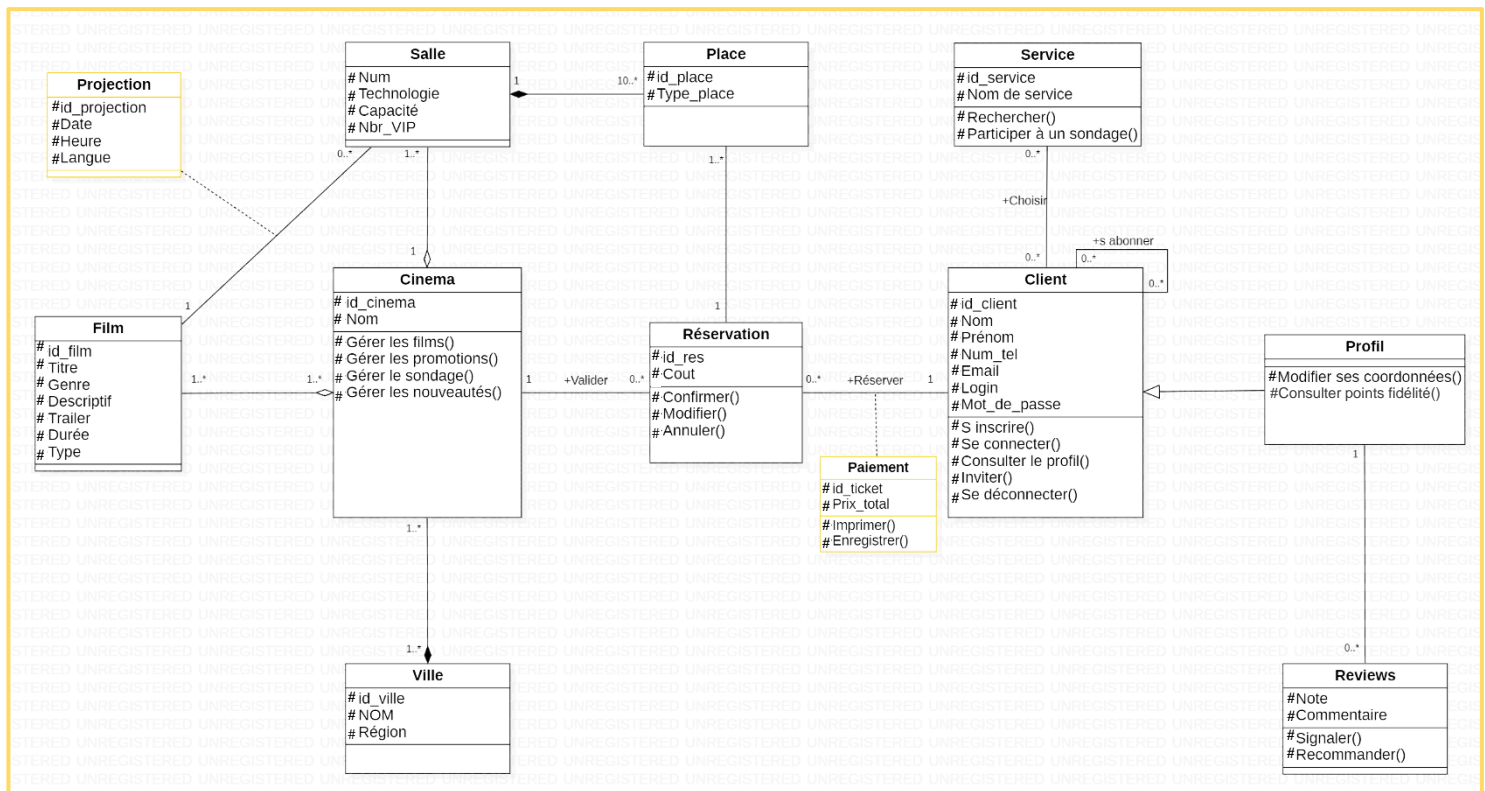 Projection
#id_projection
#Date
#Heure
#Langue
Salle
# Num
# Technologie
# Capacité
# Nbr_VIP
1
10..*
Place
#id_place
#Type_place
Service
#id_service
#Nom de service
#Rechercher()
#Participer à un sondage()
0..*
1..*
1..*
0..*
+Choisir
+s abonner
0..*
0..*
0..*
1
1
1
Film
# id_film
# Titre
# Genre
# Descriptif
# Trailer
# Durée
# Type
1..*
1..*
Cinema
# id_cinema
# Nom
# Gérer les films()
# Gérer les promotions()
# Gérer le sondage()
# Gérer les nouveautés()
1
+Valider
0..*
Réservation
#id_res
#Cout
#Confirmer()
#Modifier()
#Annuler()
0..*
+Réserver
1
Client
# id_client
#Nom
#Prénom
#Num_tel
#Email
#Login
#Mot_de_passe
#S inscrire()
#Se connecter()
#Consulter le profil()
#Inviter()
#Se déconnecter()
Profil
#Modifier ses coordonnées()
#Consulter points fidélité()
Paiement
#id_ticket
# Prix_total
# Imprimer()
# Enregistrer()
1
1..*
1..*
0..*
Ville
# id_ville
# NOM
# Région
Reviews
#Note
#Commentaire
#Signaler()
#Recommander()
UNREGISTERED